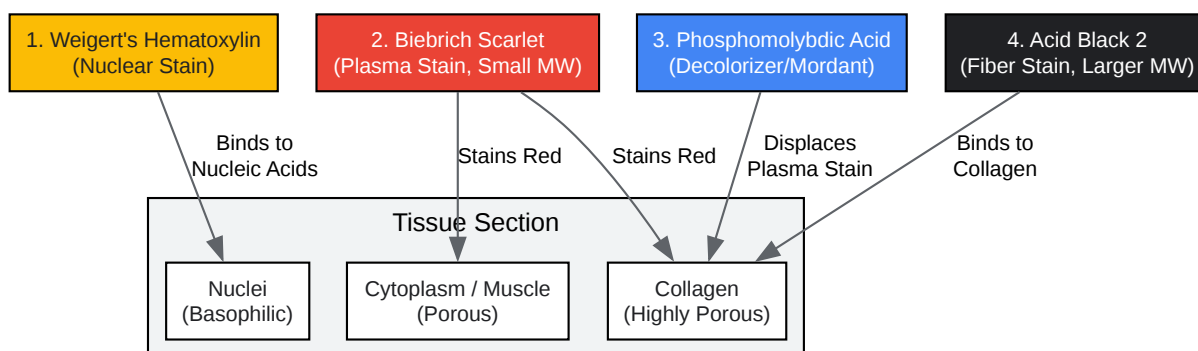 1. Weigert's Hematoxylin
(Nuclear Stain)
2. Biebrich Scarlet
(Plasma Stain, Small MW)
3. Phosphomolybdic Acid
(Decolorizer/Mordant)
4. Acid Black 2
(Fiber Stain, Larger MW)
Binds to
Nucleic Acids
Stains Red
Stains Red
Displaces
Plasma Stain
Binds to
Collagen
Tissue Section
Nuclei
(Basophilic)
Cytoplasm / Muscle
(Porous)
Collagen
(Highly Porous)